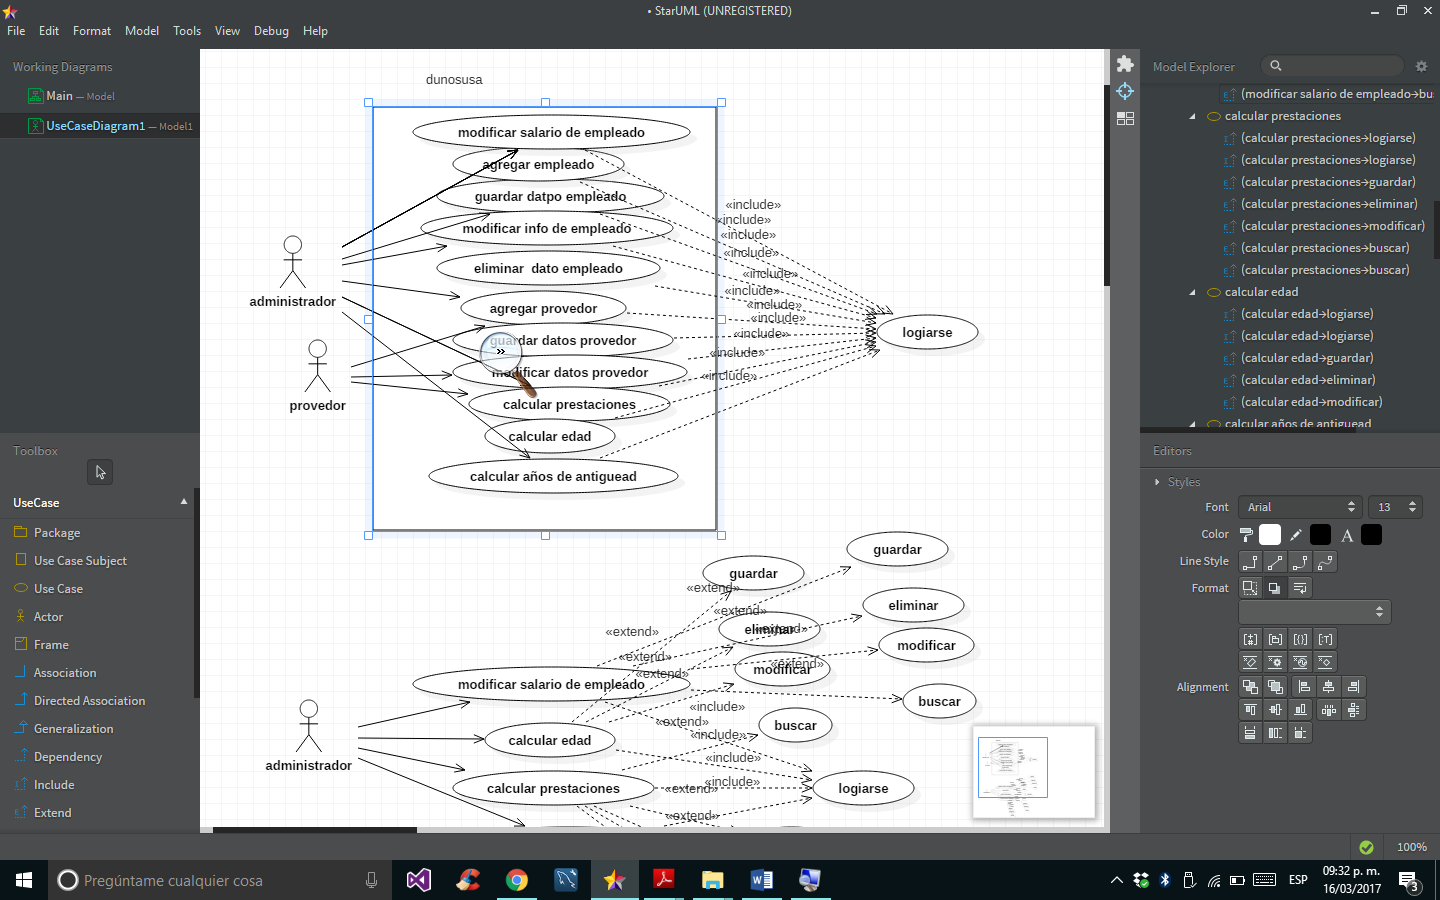 • StarUML (UNREGISTERED)
File Edit Format Model Tools View Debug Help
Working Diagrams
Main — Model
UseCaseDiagram1 — Model1
Toolbox
UseCase
Package
Use Case Subject
Use Case
Actor
Frame
Association
Directed Association
Generalization
Dependency
Include
Extend
dunosusa
modificar salario de empleado
agregar empleado
guardar datpo empleado
modificar info de empleado
eliminar dato empleado
agregar provedor
guardar datos provedor
modificar datos provedor
calcular prestaciones
calcular edad
calcular años de antiguead
administrador
provedor
«include»
«include»
«include»
«include»
«include»
«include»
«include»
«include»
«include»
«include»
«include»
logiarse
guardar
guardar
«extend»
eliminar
«extend»
eliminar
«extend»
«extend»
modificar
«extend»
«extend»
modificar
«extend»
modificar salario de empleado
buscar
«include»
«extend»
buscar
«include»
calcular edad
«include»
administrador
«include»
calcular prestaciones
«extend»
logiarse
«extend»
Model Explorer
(modificar salario de empleado→bu
calcular prestaciones
(calcular prestaciones→logiarse)
(calcular prestaciones→logiarse)
(calcular prestaciones→guardar)
(calcular prestaciones→eliminar)
(calcular prestaciones→modificar)
(calcular prestaciones→buscar)
(calcular prestaciones→buscar)
calcular edad
(calcular edad→logiarse)
(calcular edad→logiarse)
(calcular edad→guardar)
(calcular edad→eliminar)
(calcular edad→modificar)
calcular años de antiguead
Editors
Styles
Font Arial 13
Color
Line Style
Format
Alignment
100%
Pregúntame cualquier cosa
ESP
09:32 p. m.
16/03/2017
3